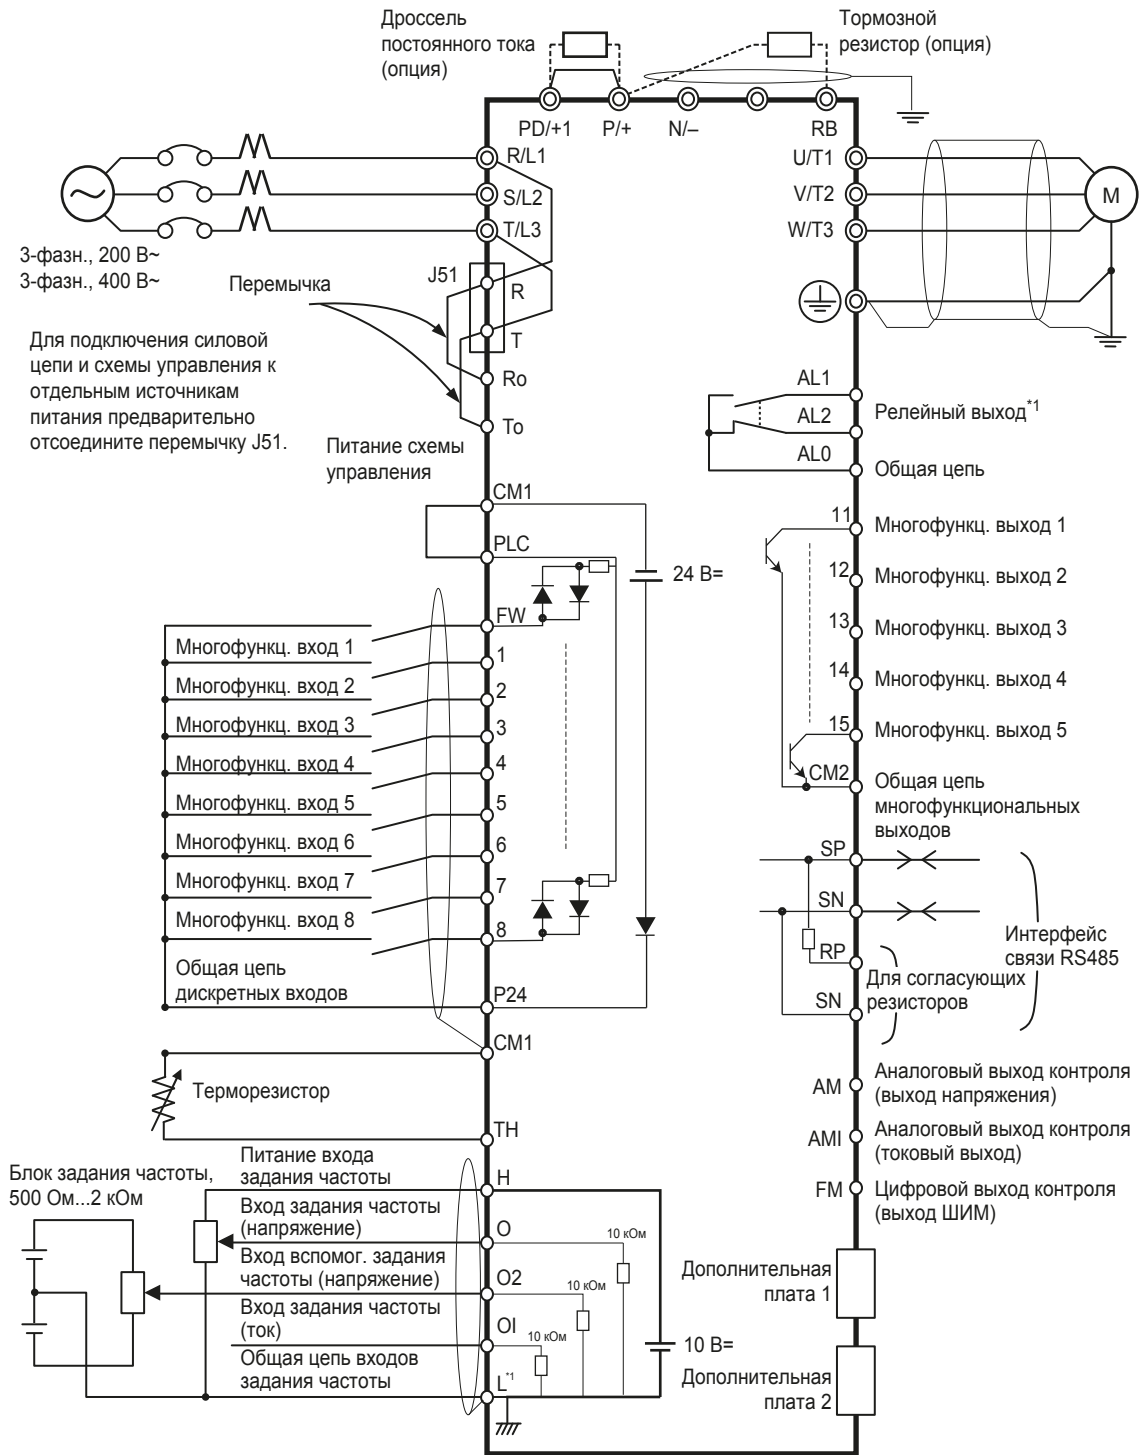 Дроссель
постоянного тока
(опция)
Тормозной
резистор (опция)
PD/+1
P/+
N/–
RB
R/L1
S/L2
T/L3
U/T1
V/T2
W/T3
M
3-фазн., 200 В~
3-фазн., 400 В~
Перемычка
J51
R
T
Ro
To
Для подключения силовой
цепи и схемы управления к
отдельным источникам
питания предварительно
отсоедините перемычку J51.
Питание схемы
управления
AL1
AL2
AL0
Релейный выход*1
Общая цепь
CM1
PLC
24 В=
FW
1
2
3
4
5
6
7
8
P24
CM1
Многофункц. вход 1
Многофункц. вход 2
Многофункц. вход 3
Многофункц. вход 4
Многофункц. вход 5
Многофункц. вход 6
Многофункц. вход 7
Многофункц. вход 8
Общая цепь
дискретных входов
11
Многофункц. выход 1
12
Многофункц. выход 2
13
Многофункц. выход 3
14
Многофункц. выход 4
15
Многофункц. выход 5
CM2
Общая цепь
многофункциональных
выходов
SP
SN
RP
SN
Интерфейс
связи RS485
Для согласующих
резисторов
Терморезистор
TH
AM
Аналоговый выход контроля
(выход напряжения)
AMI
Аналоговый выход контроля
(токовый выход)
FM
Цифровой выход контроля
(выход ШИМ)
Блок задания частоты,
500 Ом...2 кОм
Питание входа
задания частоты
H
Вход задания частоты
(напряжение)
O
10 кОм
Вход вспомог. задания
частоты (напряжение)
O2
10 кОм
Вход задания частоты
(ток)
OI
10 кОм
Общая цепь входов
задания частоты
L*1
10 В=
Дополнительная
плата 1
Дополнительная
плата 2